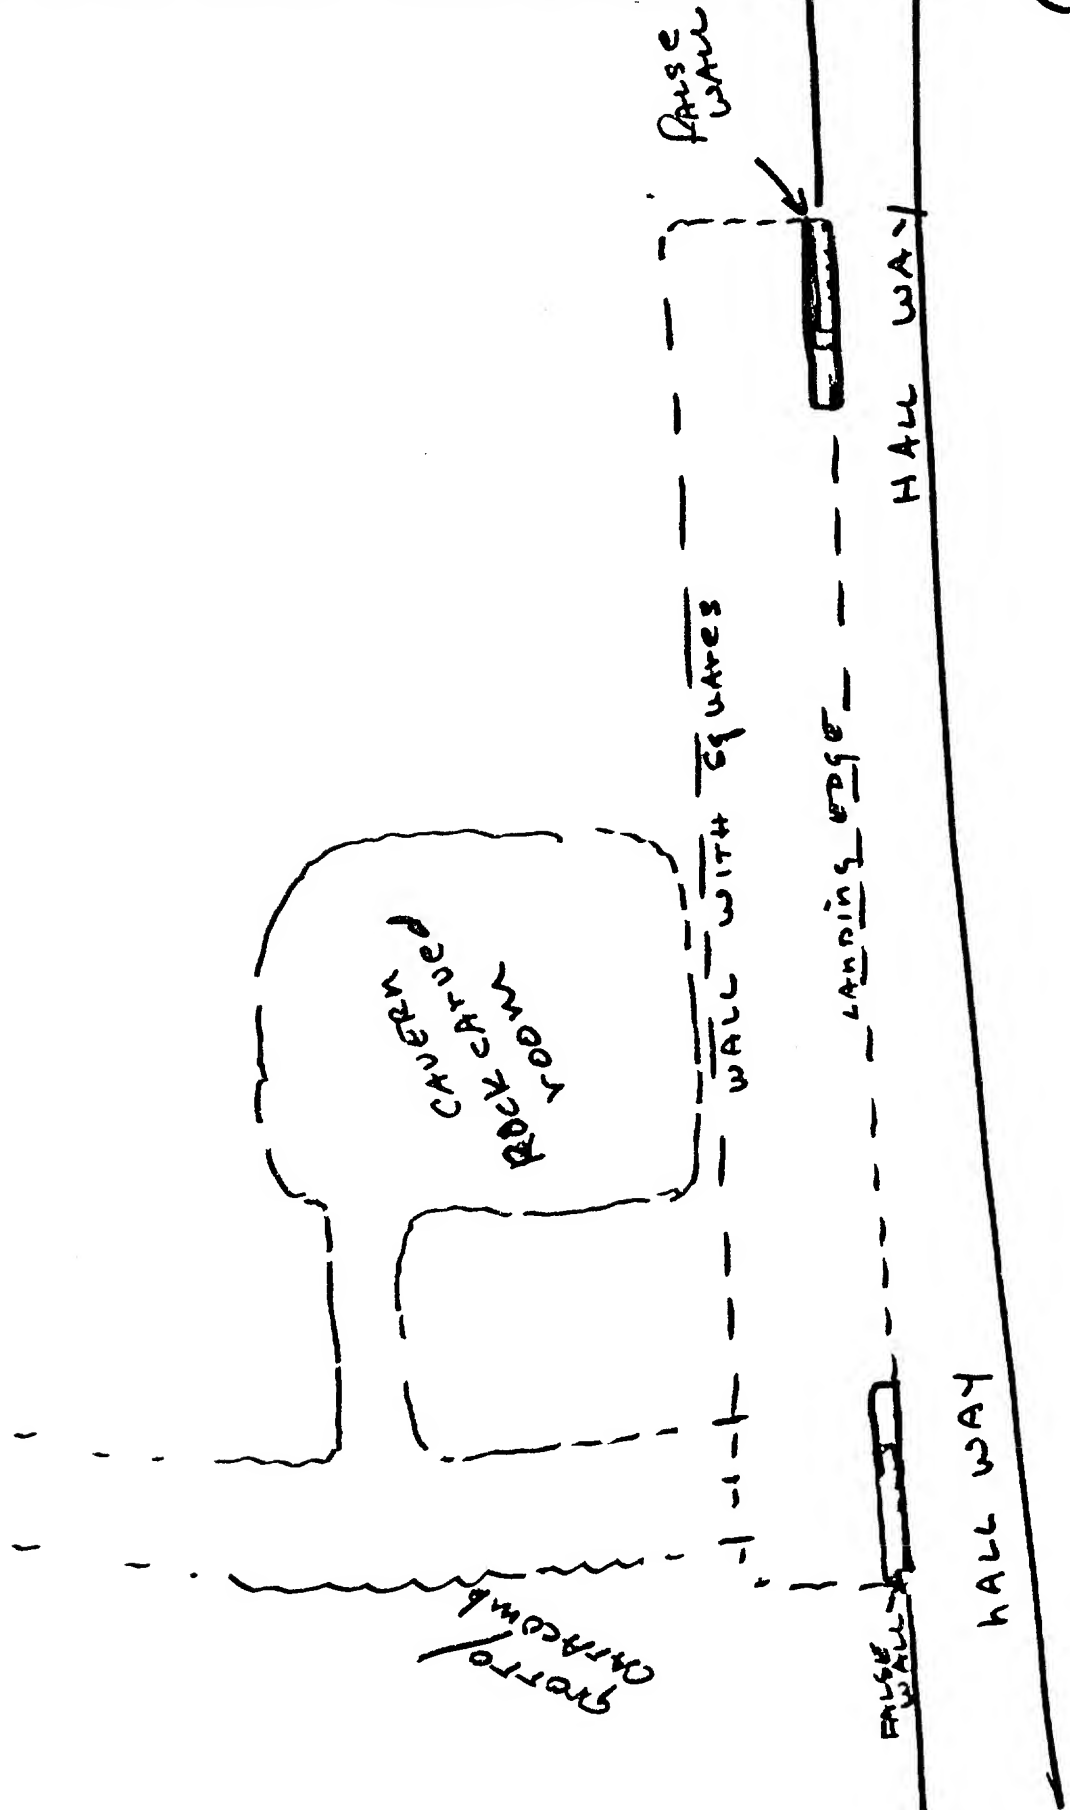 FALSE
WALL
HALL WAY
WALL WITH SquAres
LANDING EDGE
CAVERN
ROCK CARVED
room
GroTTO/
CATACOMb
FALSE
WALL
hALL WAY